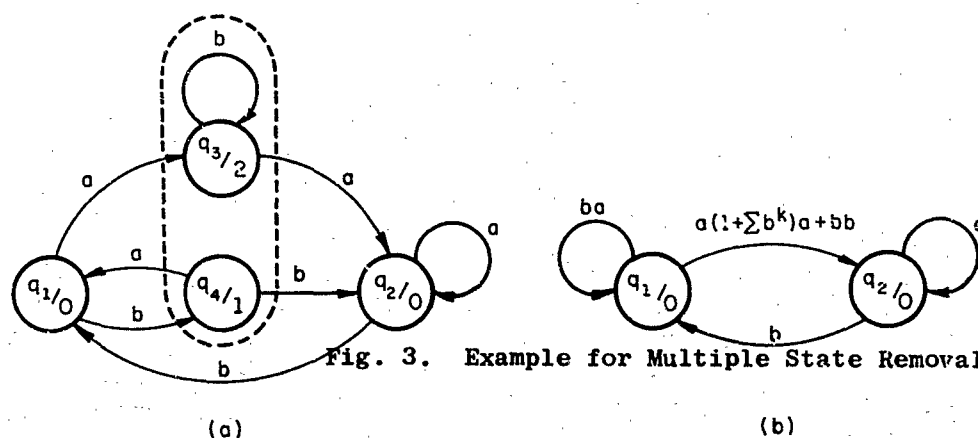 b
q3/2
a
a
a
a
b
q1/0
q4/1
q2/0
b
b
ba
a(1+∑b^k)a+bb
q1/0
q2/0
b
Fig. 3. Example for Multiple State Removal
(a)
(b)